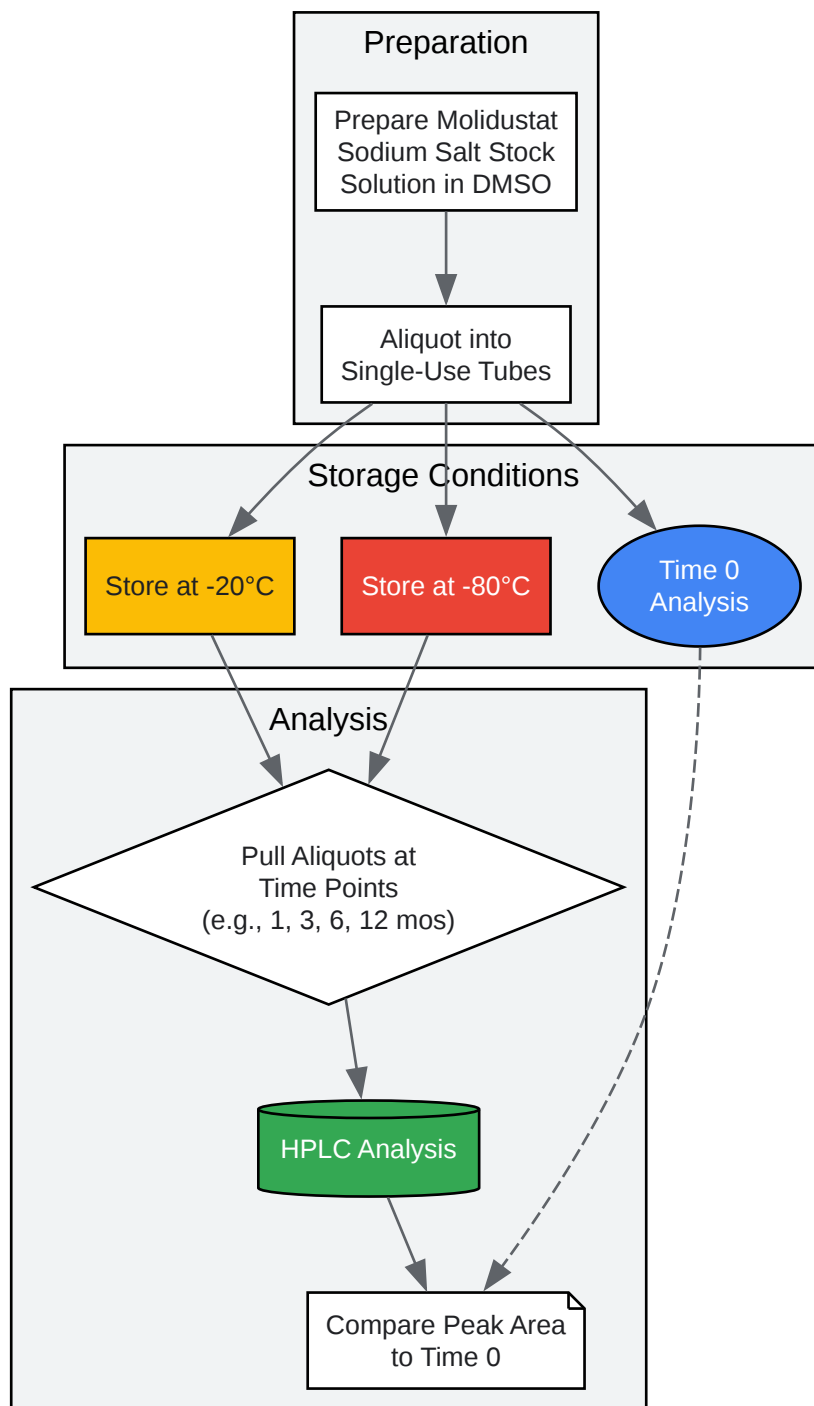 Preparation
Prepare Molidustat
Sodium Salt Stock
Solution in DMSO
Aliquot into
Single-Use Tubes
Storage Conditions
Store at -20°C
Store at -80°C
Time 0
Analysis
Analysis
Pull Aliquots at
Time Points
(e.g., 1, 3, 6, 12 mos)
HPLC Analysis
Compare Peak Area
to Time 0